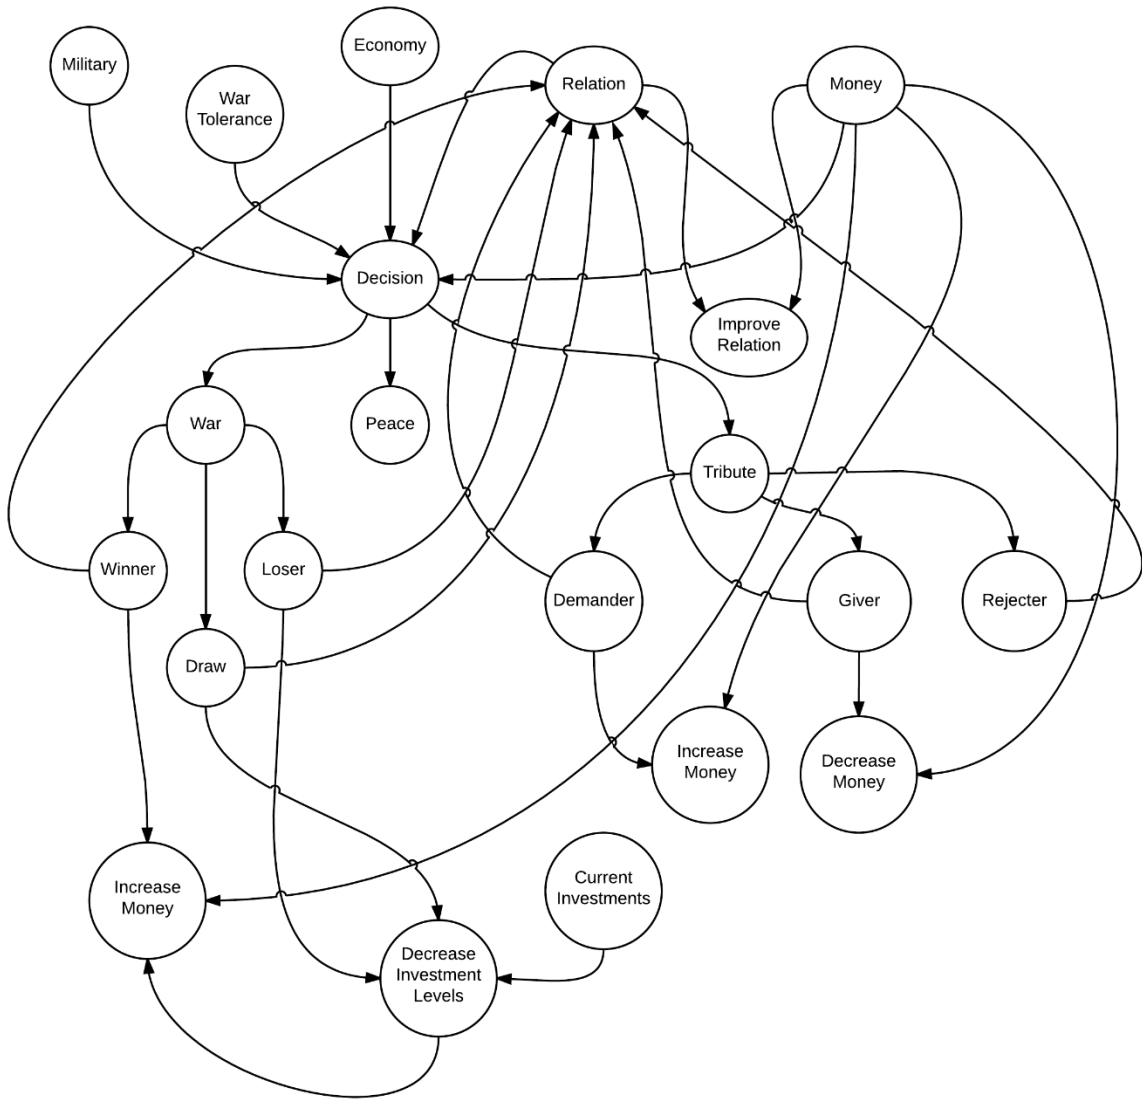 Military
War
Tolerance
Economy
Relation
Money
Decision
Improve
Relation
War
Peace
Tribute
Winner
Loser
Demander
Giver
Rejecter
Draw
Increase
Money
Decrease
Money
Increase
Money
Current
Investments
Decrease
Investment
Levels